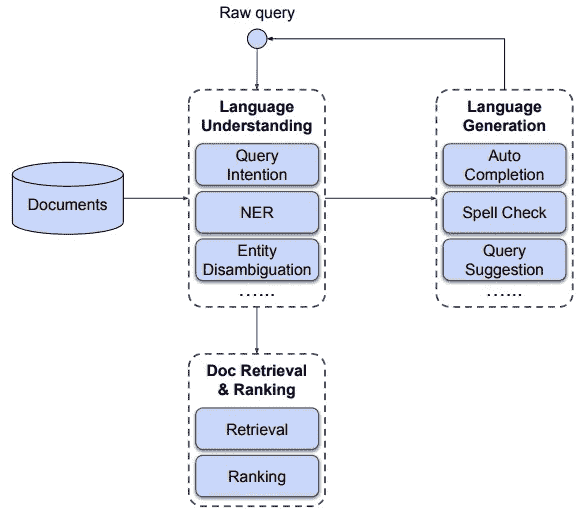 Raw query
Language
Understanding
Query
Intention
NER
Entity
Disambiguation
......
Documents
Language
Generation
Auto
Completion
Spell Check
Query
Suggestion
......
Doc Retrieval
& Ranking
Retrieval
Ranking